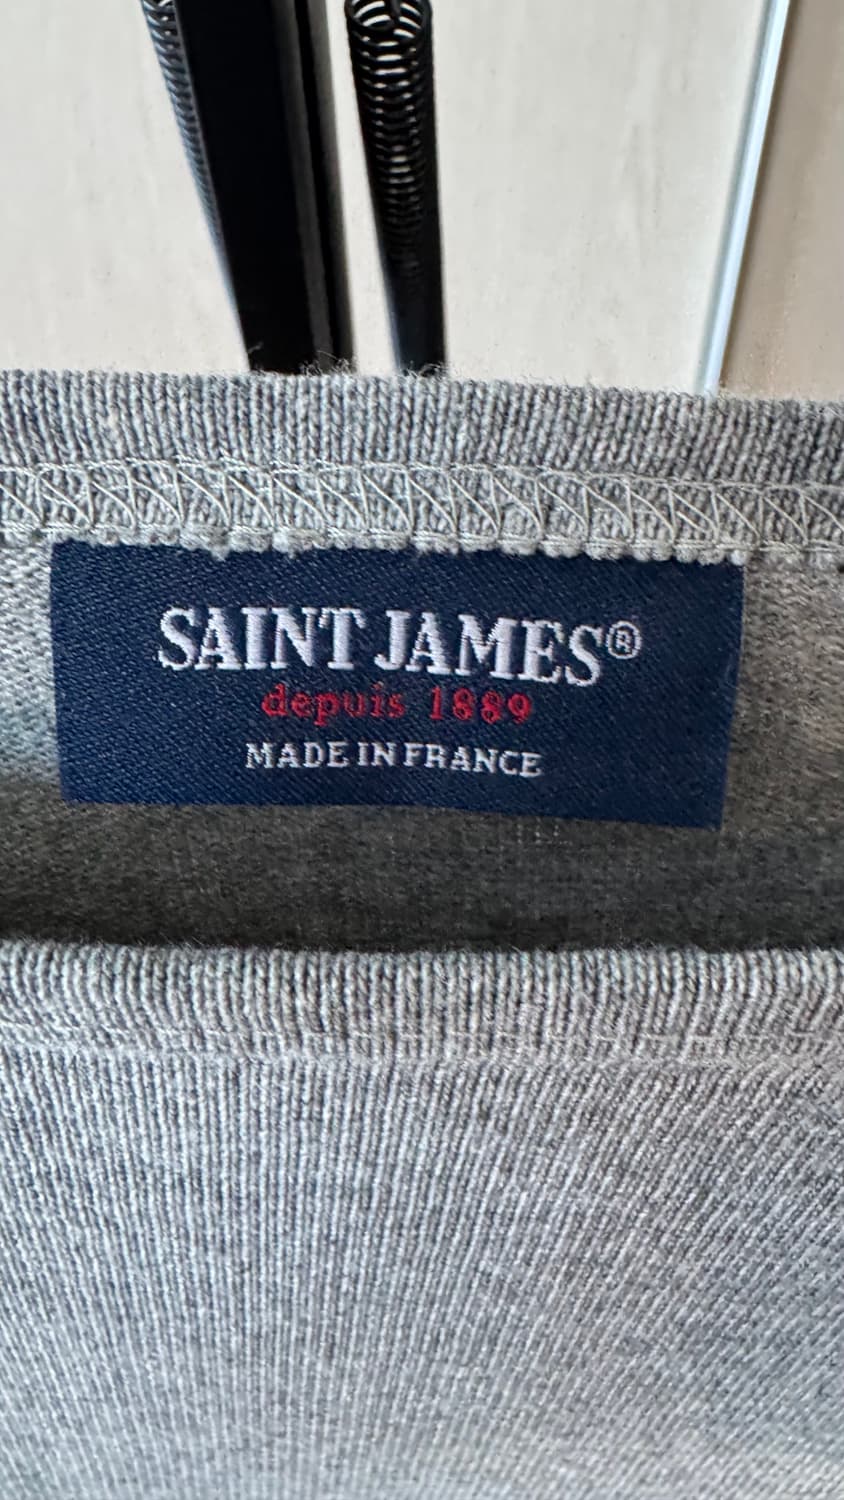 SAINT JAMES®
depuis 1889
MADE IN FRANCE